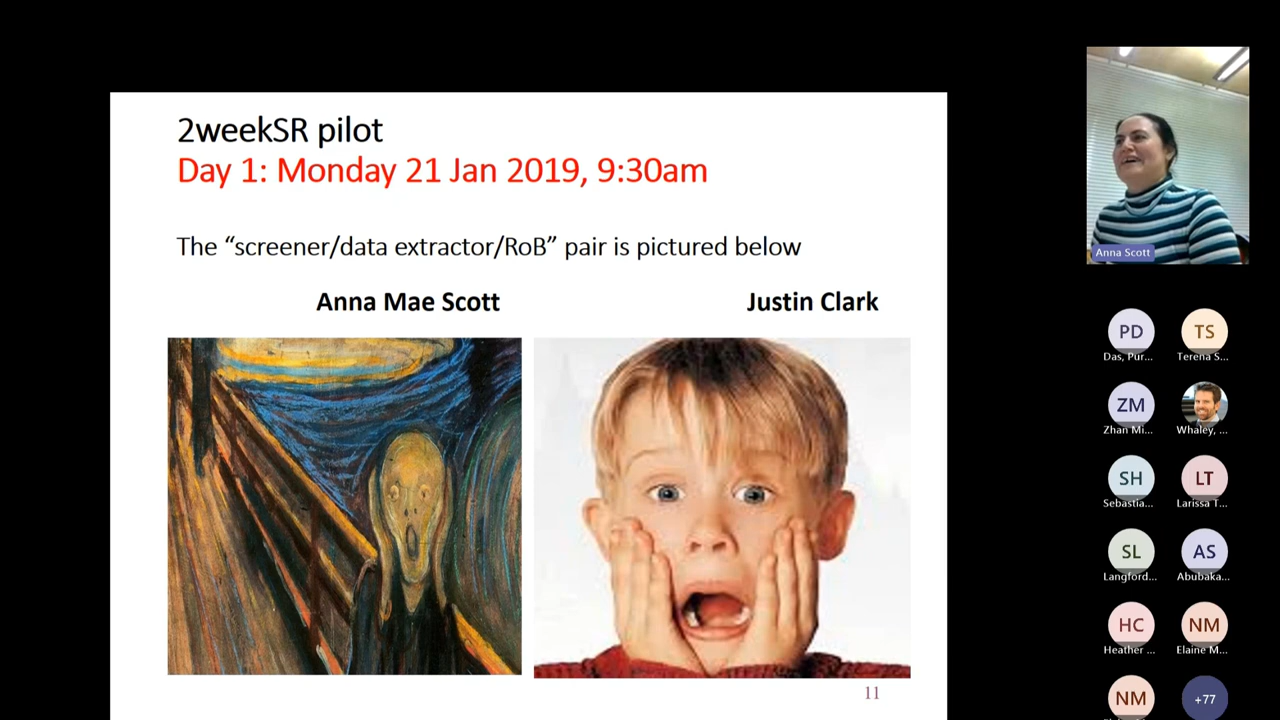 2weekSR pilot
Day 1: Monday 21 Jan 2019, 9:30am
The “screener/data extractor/RoB” pair is pictured below
Anna Mae Scott
Justin Clark
11
Anna Scott
PD
TS
Das, Pur...
Terena S...
ZM
Zhan Mi...
Whaley, ...
SH
LT
Sebastia...
Larissa T...
SL
AS
Langford...
Abubaka...
HC
NM
Heather ...
Elaine M...
NM
+77